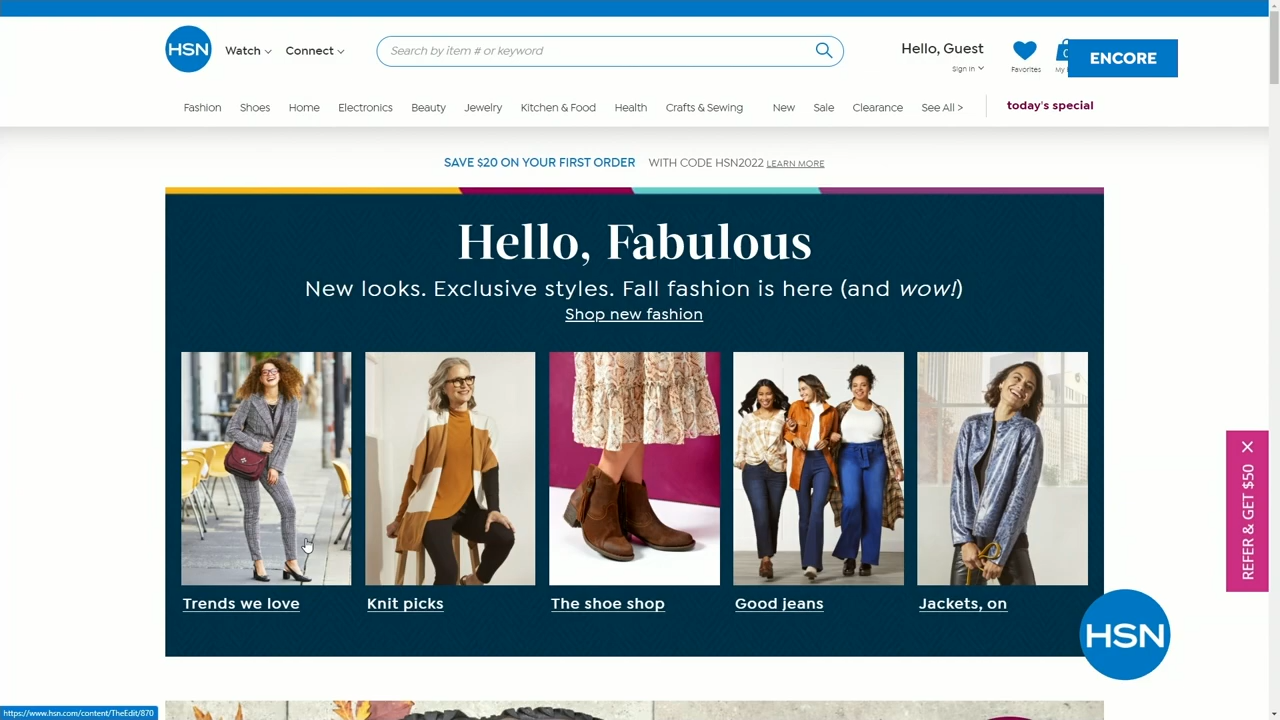 HSN
Watch
Connect
Search by item # or keyword
Hello, Guest
Sign In
Favorites
0
My
ENCORE
Fashion
Shoes
Home
Electronics
Beauty
Jewelry
Kitchen & Food
Health
Crafts & Sewing
New
Sale
Clearance
See All >
today's special
SAVE $20 ON YOUR FIRST ORDER WITH CODE HSN2022 LEARN MORE
Hello, Fabulous
New looks. Exclusive styles. Fall fashion is here (and wow!)
Shop new fashion
Trends we love
Knit picks
The shoe shop
Good jeans
Jackets, on
REFER & GET $50
HSN
https://www.hsn.com/content/TheEdit/870